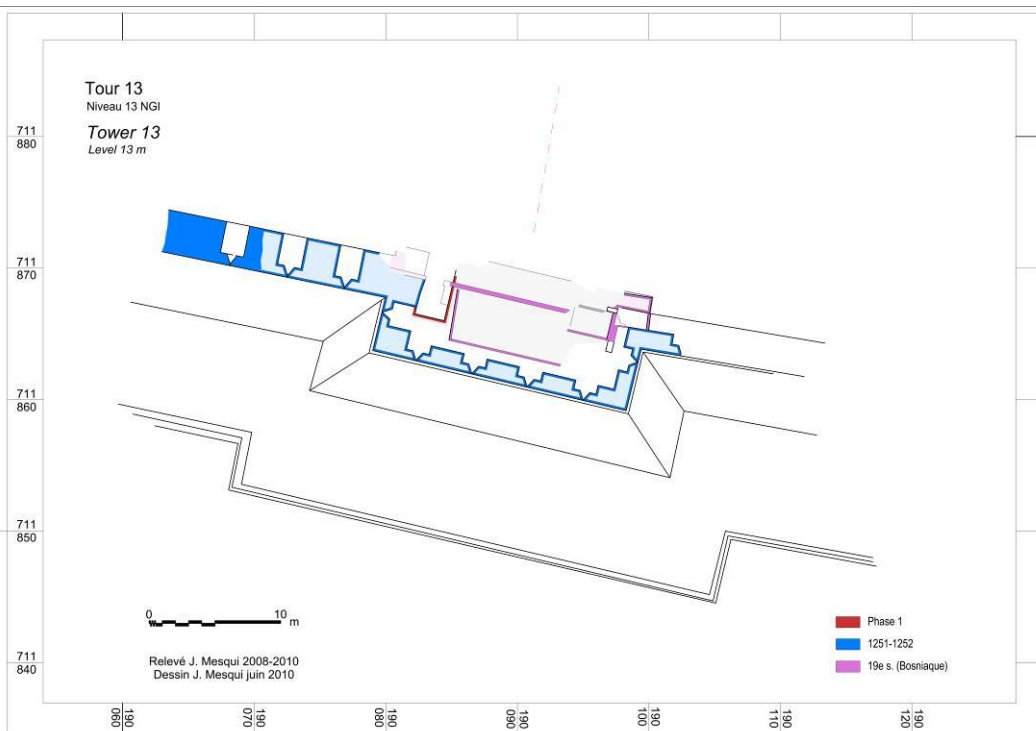 Tour 13
Niveau 13 NGI
Tower 13
Level 13 m
711
880
711
870
711
860
711
850
711
840
0 10 m
Relevé J. Mesqui 2008-2010
Dessin J. Mesqui juin 2010
Phase 1
1251-1252
19e s. (Bosniaque)
190
060
190
070
190
080
190
090
190
100
190
110
190
120